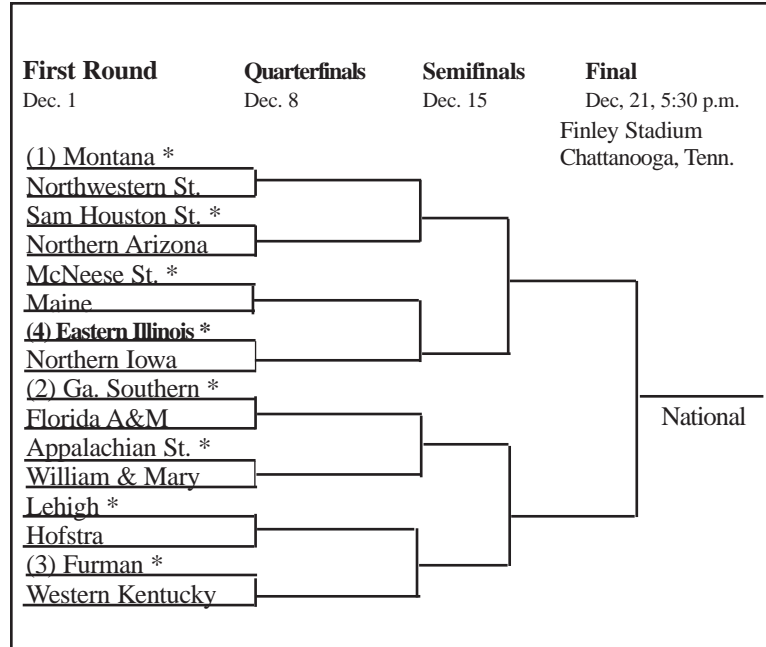 First Round Quarterfinals Semifinals Final
Dec. 1 Dec. 8 Dec. 15 Dec, 21, 5:30 p.m.
Finley Stadium
Chattanooga, Tenn.
(1) Montana *
Northwestern St.
Sam Houston St. *
Northern Arizona
McNeese St. *
Maine
(4) Eastern Illinois *
Northern Iowa
(2) Ga. Southern *
Florida A&M
National
Appalachian St. *
William & Mary
Lehigh *
Hofstra
(3) Furman *
Western Kentucky